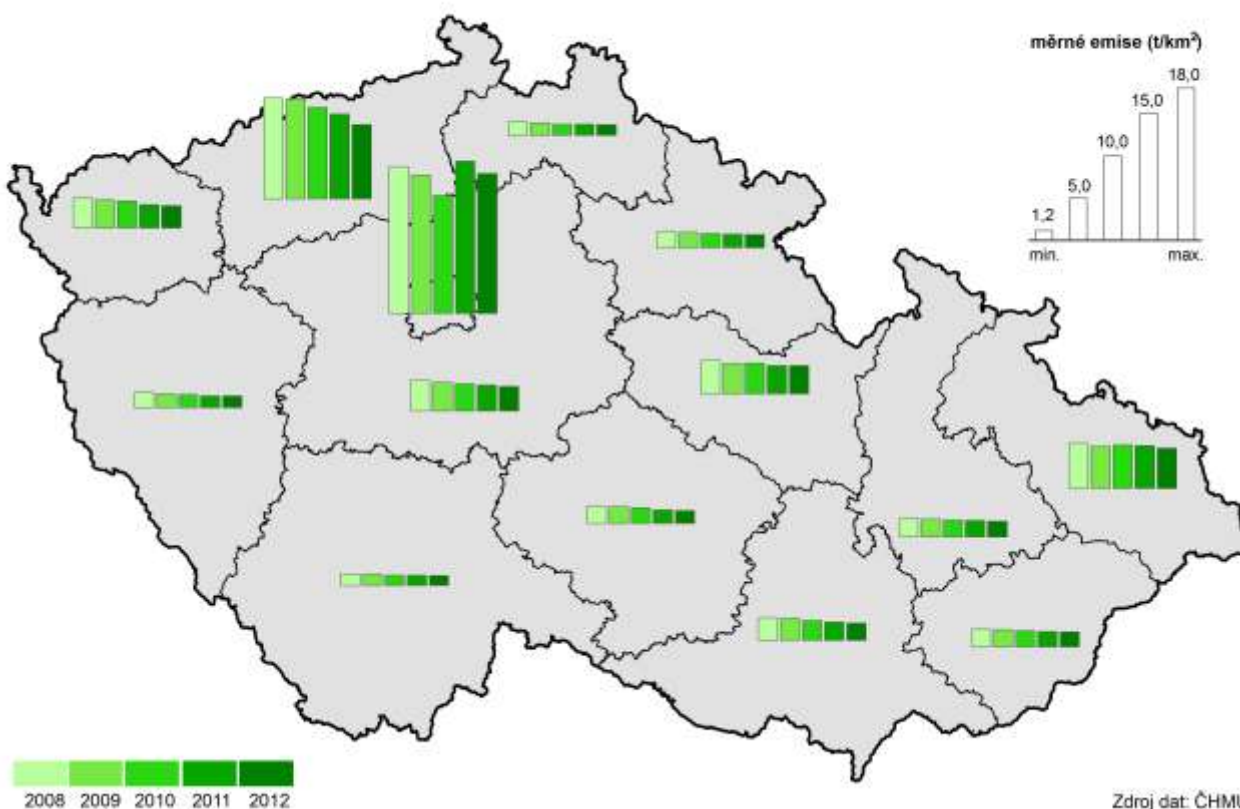 měrné emise (t/km²)
18,0
15,0
10,0
5,0
1,2
min. max.
2008 2009 2010 2011 2012
Zdroj dat: ČHMÚ